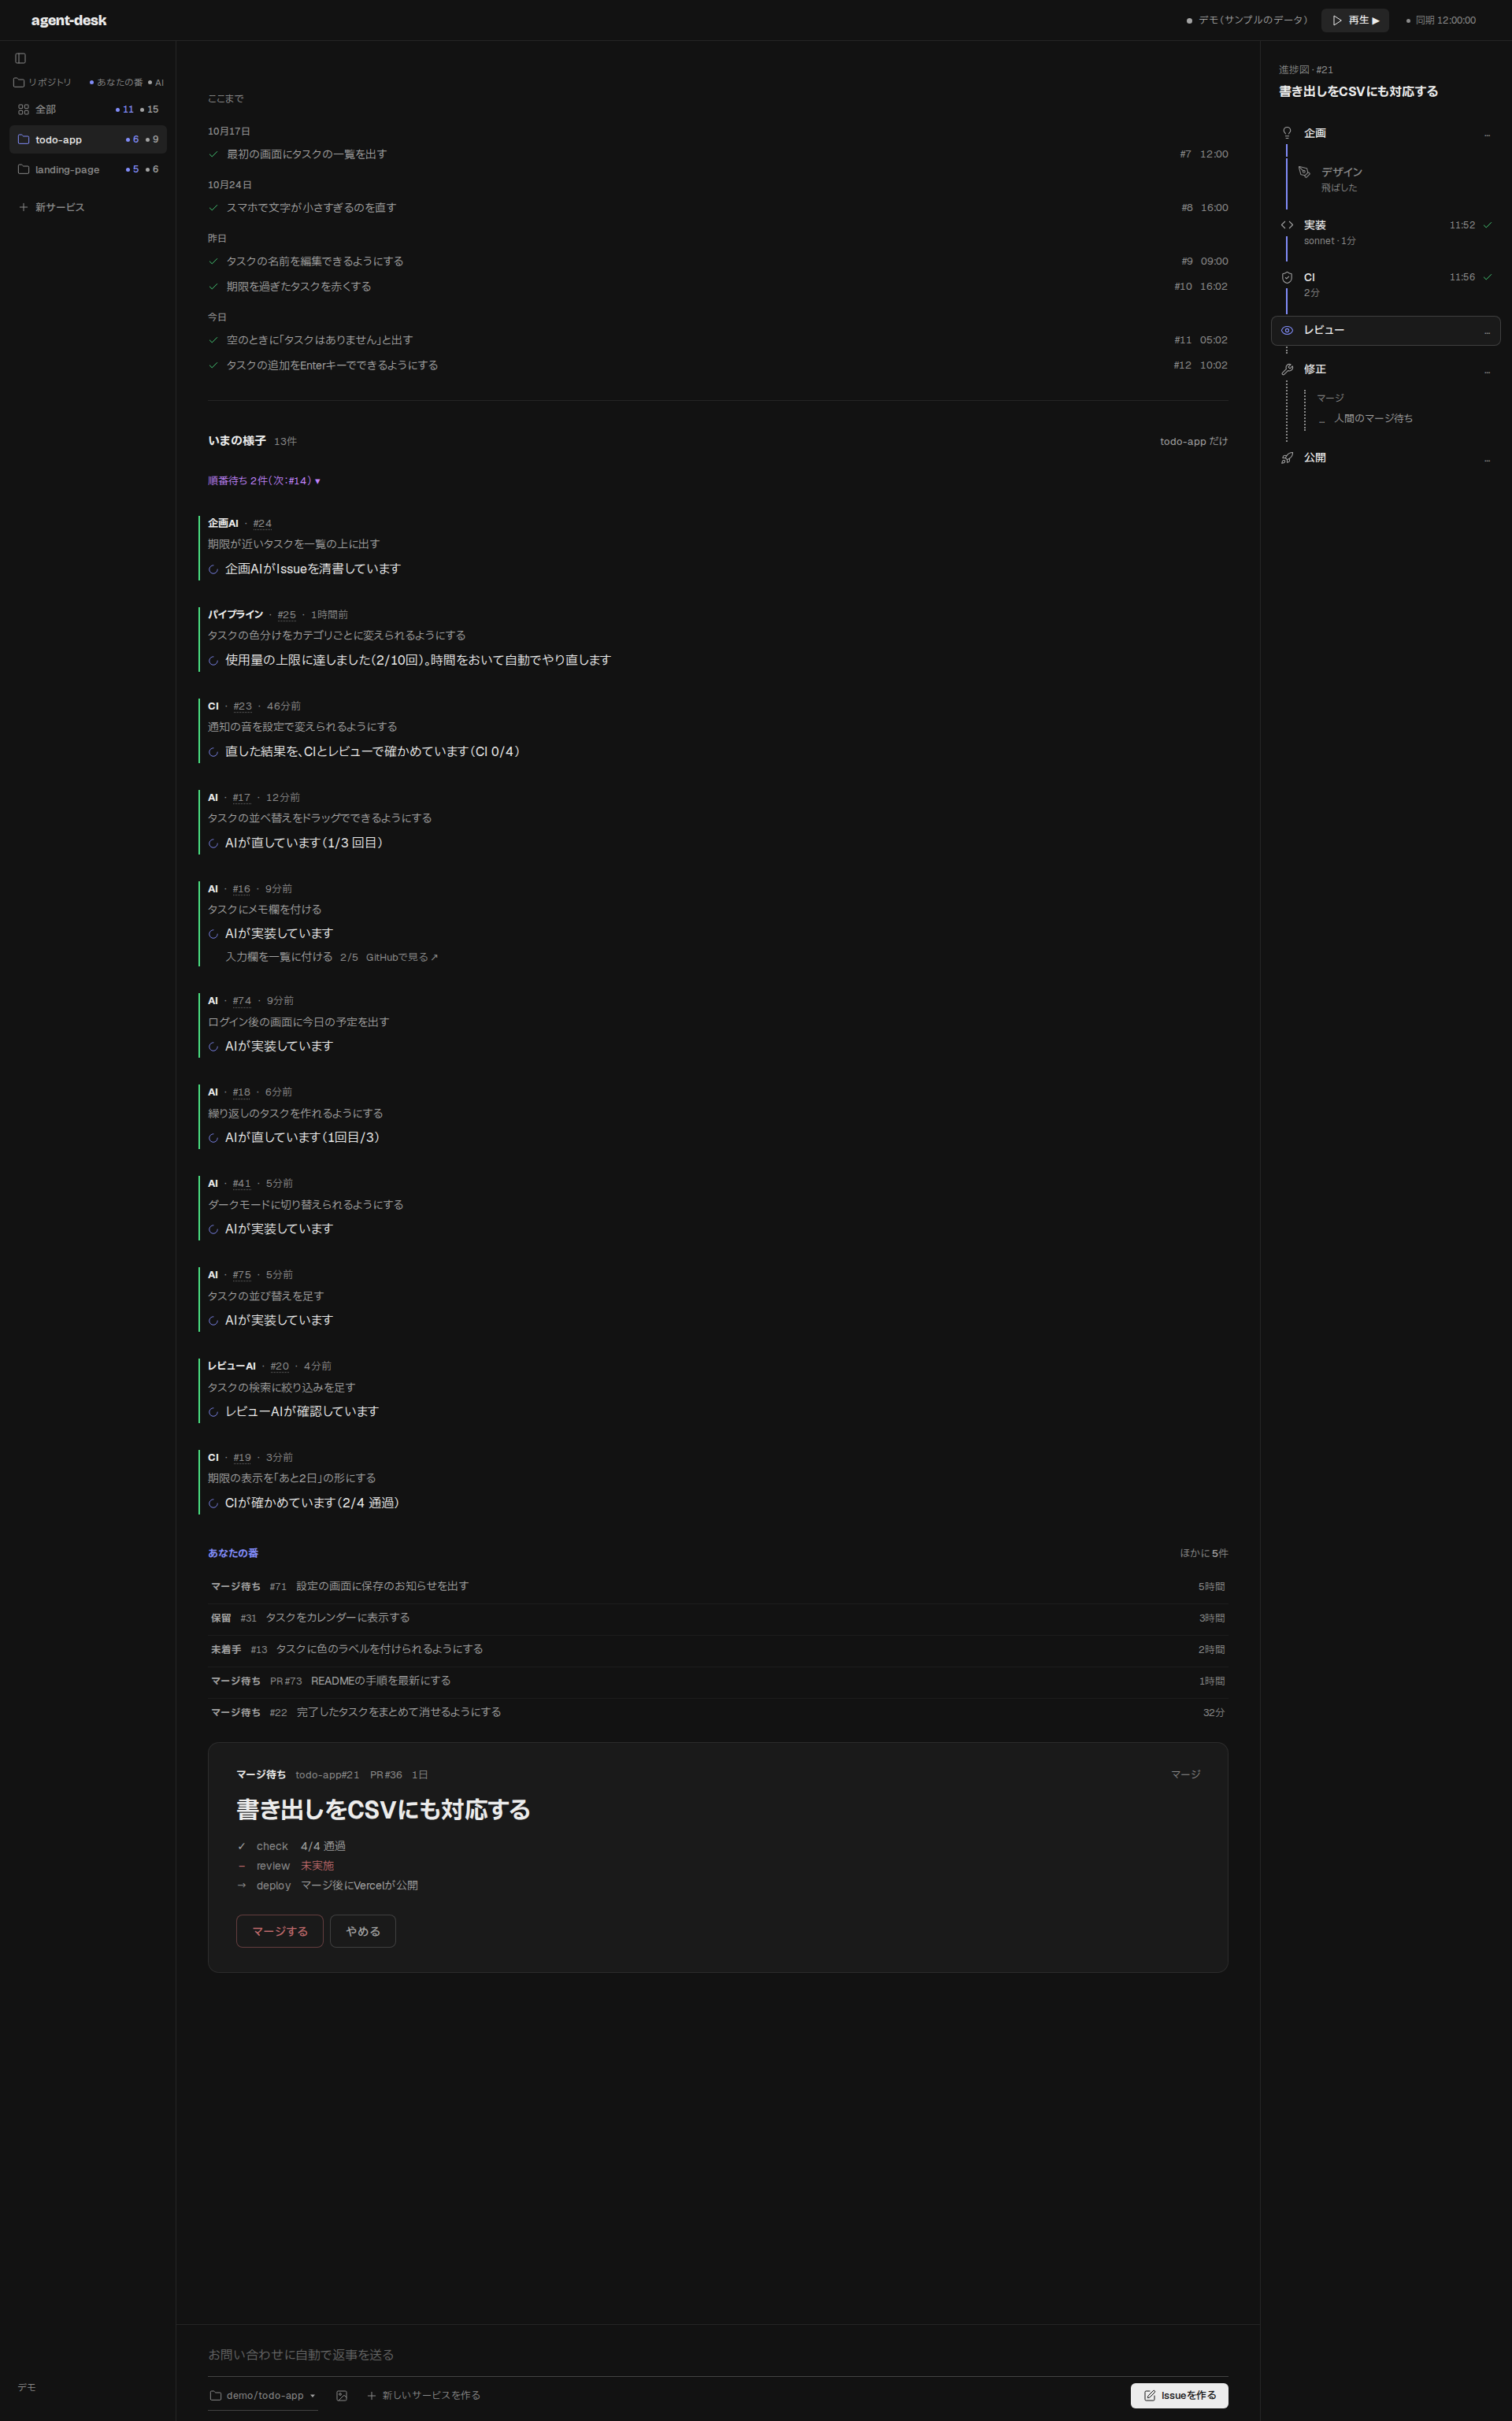 agent-desk
デモ（サンプルのデータ）
再生 ▶
同期 12:00:00
リポジトリ
あなたの番
AI
全部
11
15
todo-app
6
9
landing-page
5
6
新サービス
ここまで
10月17日
最初の画面にタスクの一覧を出す #7 12:00
10月24日
スマホで文字が小さすぎるのを直す #8 16:00
昨日
タスクの名前を編集できるようにする #9 09:00
期限を過ぎたタスクを赤くする #10 16:02
今日
空のときに「タスクはありません」と出す #11 05:02
タスクの追加をEnterキーでできるようにする #12 10:02
いまの様子 13件 todo-app だけ
順番待ち 2件（次：#14）▾
企画AI · #24
期限が近いタスクを一覧の上に出す
企画AIがIssueを清書しています
パイプライン · #25 · 1時間前
タスクの色分けをカテゴリごとに変えられるようにする
使用量の上限に達しました（2/10回）。時間をおいて自動でやり直します
CI · #23 · 46分前
通知の音を設定で変えられるようにする
直した結果を、CIとレビューで確かめています（CI 0/4）
AI · #17 · 12分前
タスクの並べ替えをドラッグでできるようにする
AIが直しています（1/3 回目）
AI · #16 · 9分前
タスクにメモ欄を付ける
AIが実装しています
入力欄を一覧に付ける 2/5 GitHubで見る ↗
AI · #74 · 9分前
ログイン後の画面に今日の予定を出す
AIが実装しています
AI · #18 · 6分前
繰り返しのタスクを作れるようにする
AIが直しています（1回目/3）
AI · #41 · 5分前
ダークモードに切り替えられるようにする
AIが実装しています
AI · #75 · 5分前
タスクの並び替えを足す
AIが実装しています
レビューAI · #20 · 4分前
タスクの検索に絞り込みを足す
レビューAIが確認しています
CI · #19 · 3分前
期限の表示を「あと2日」の形にする
CIが確かめています（2/4 通過）
あなたの番 ほかに5件
マージ待ち #71 設定の画面に保存のお知らせを出す 5時間
保留 #31 タスクをカレンダーに表示する 3時間
未着手 #13 タスクに色のラベルを付けられるようにする 2時間
マージ待ち PR#73 READMEの手順を最新にする 1時間
マージ待ち #22 完了したタスクをまとめて消せるようにする 32分
マージ待ち todo-app#21 PR#36 1日 マージ
書き出しをCSVにも対応する
✓ check 4/4 通過
– review 未実施
→ deploy マージ後にVercelが公開
マージする
やめる
お問い合わせに自動で返事を送る
demo/todo-app ▾
新しいサービスを作る
Issueを作る
デモ
進捗図 · #21
書き出しをCSVにも対応する
企画 –
デザイン
飛ばした
実装 11:52
sonnet · 1分
CI 11:56
2分
レビュー –
修正 –
マージ
– 人間のマージ待ち
公開 –